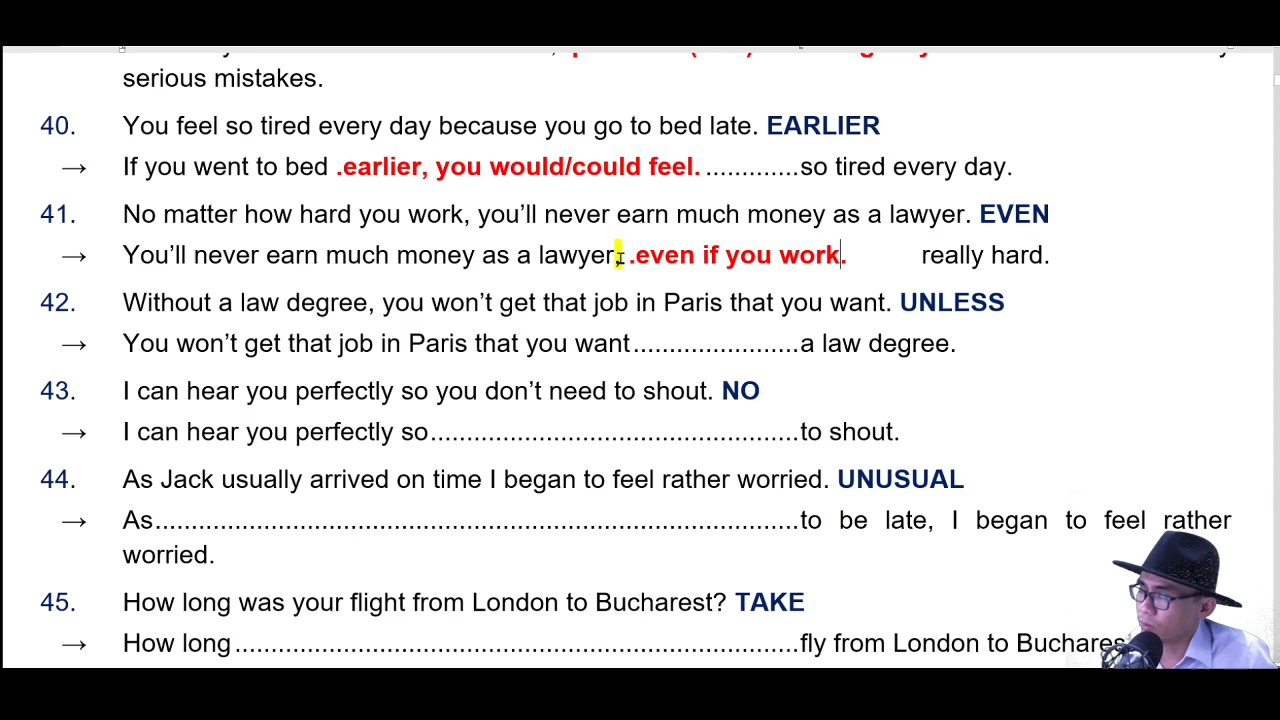 serious mistakes.
40. You feel so tired every day because you go to bed late. EARLIER
→ If you went to bed .earlier, you would/could feel. .............so tired every day.
41. No matter how hard you work, you’ll never earn much money as a lawyer. EVEN
→ You’ll never earn much money as a lawyer, .even if you work. really hard.
42. Without a law degree, you won’t get that job in Paris that you want. UNLESS
→ You won’t get that job in Paris that you want.......................a law degree.
43. I can hear you perfectly so you don’t need to shout. NO
→ I can hear you perfectly so...................................................to shout.
44. As Jack usually arrived on time I began to feel rather worried. UNUSUAL
→ As.........................................................................................to be late, I began to feel rather
worried.
45. How long was your flight from London to Bucharest? TAKE
→ How long..............................................................................fly from London to